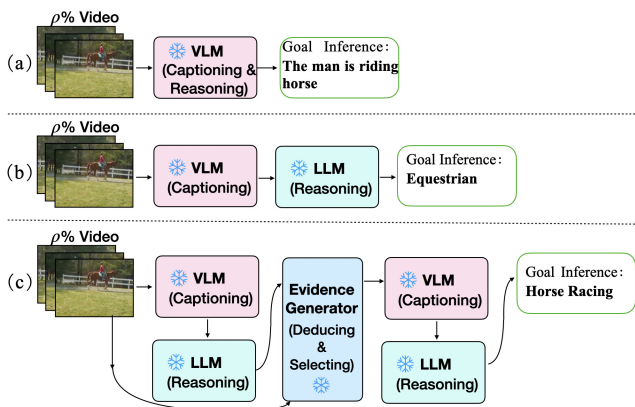 ρ% Video
(a)
VLM
(Captioning &
Reasoning)
Goal Inference:
The man is riding
horse
ρ% Video
(b)
VLM
(Captioning)
LLM
(Reasoning)
Goal Inference:
Equestrian
ρ% Video
(c)
VLM
(Captioning)
LLM
(Reasoning)
Evidence
Generator
(Deducing
&
Selecting)
VLM
(Captioning)
LLM
(Reasoning)
Goal Inference:
Horse Racing